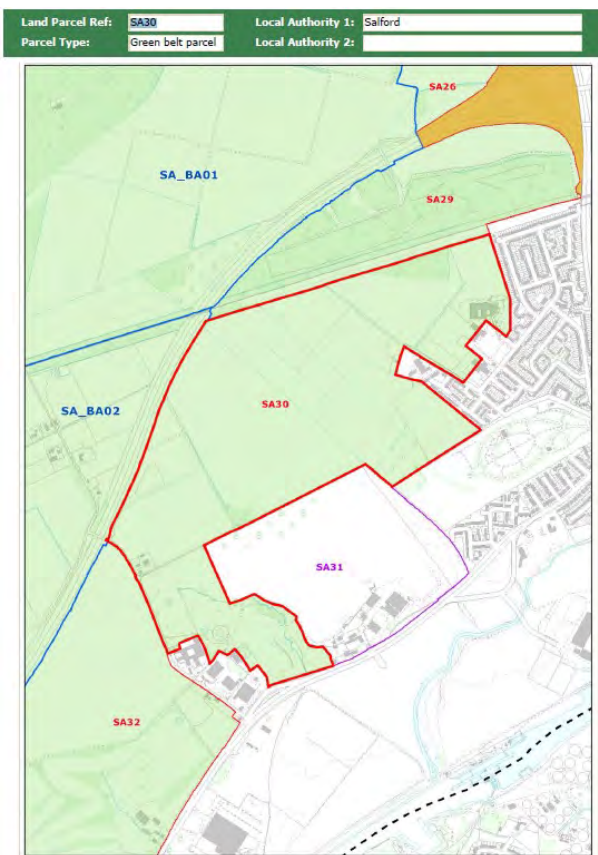 Land Parcel Ref: SA30 Local Authority 1: Salford
Parcel Type: Green belt parcel Local Authority 2:
SA26
SA_BA01
SA29
SA_BA02
SA30
SA31
SA32